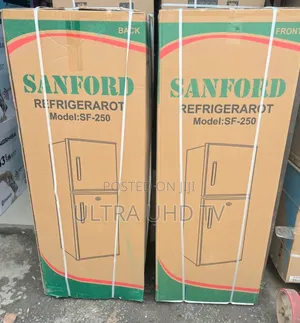 BACK
SANFORD
REFRIGERAROT
Model:SF-250
FRONT
SANFORD
REFRIGERAROT
Model:SF-250
POSTED ON JIJI
ULTRA UHD TV